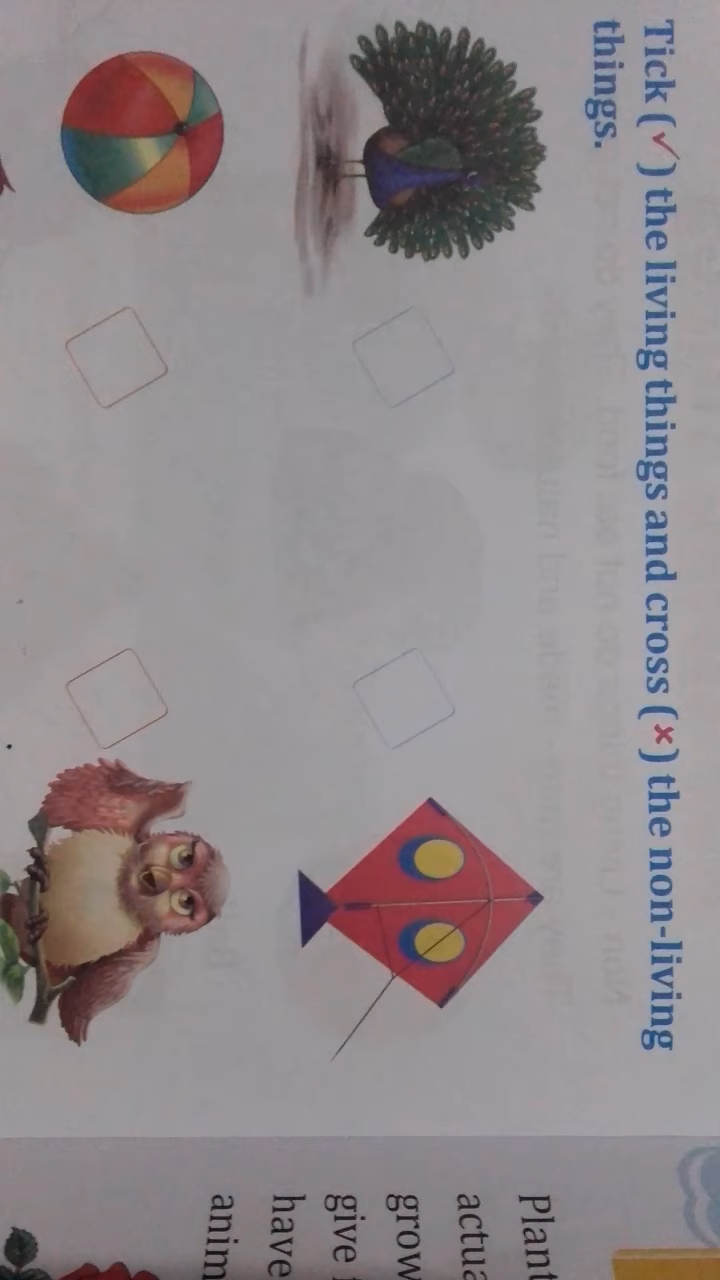 Tick (✓) the living things and cross (×) the non-living
things.
Plant
actua
grow
give
have
anim